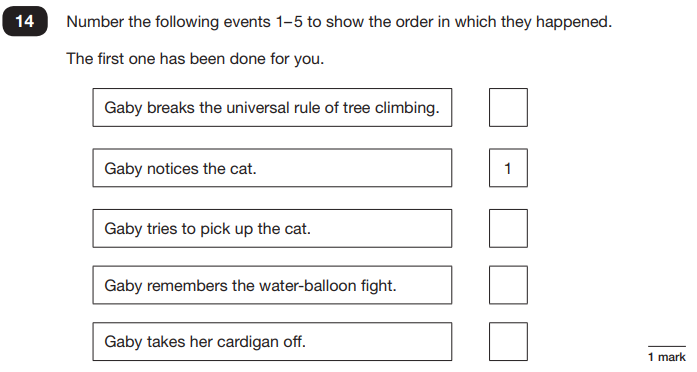 14 Number the following events 1–5 to show the order in which they happened.
The first one has been done for you.
Gaby breaks the universal rule of tree climbing.
Gaby notices the cat. 1
Gaby tries to pick up the cat.
Gaby remembers the water-balloon fight.
Gaby takes her cardigan off.
1 mark